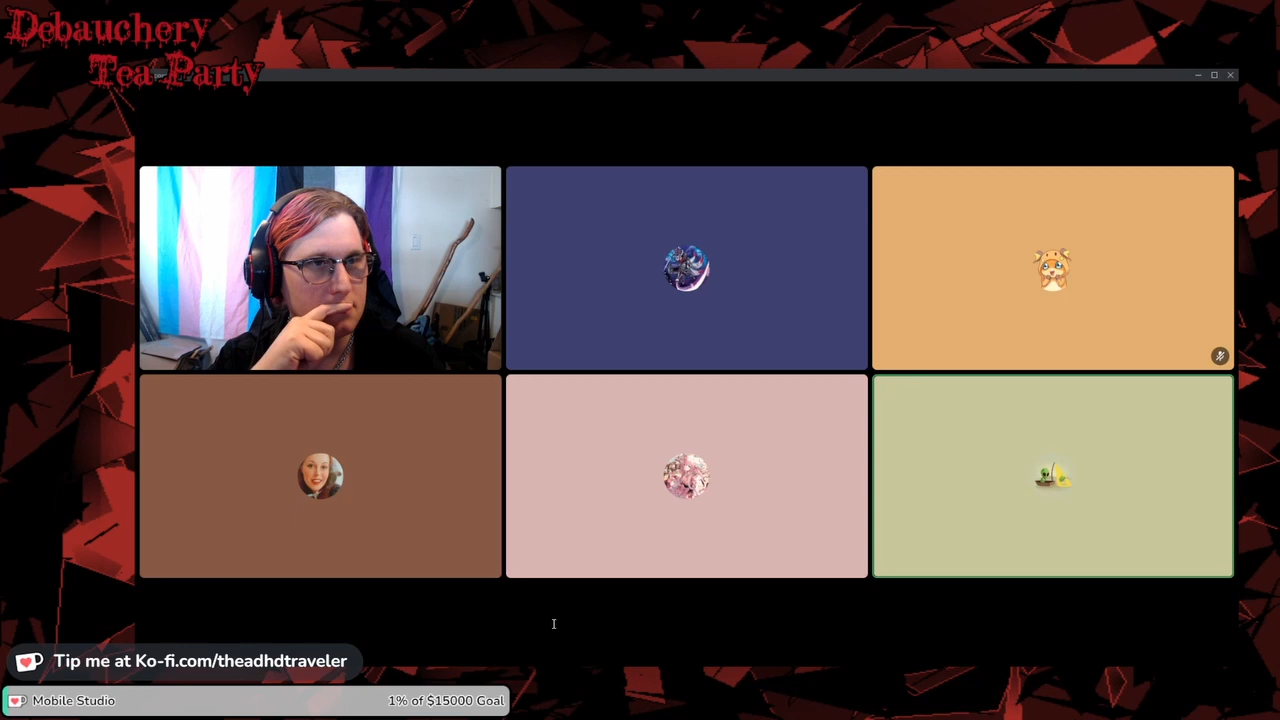 Debauchery
Tea Party
Tip me at Ko-fi.com/theadhdtraveler
Mobile Studio
1% of $15000 Goal